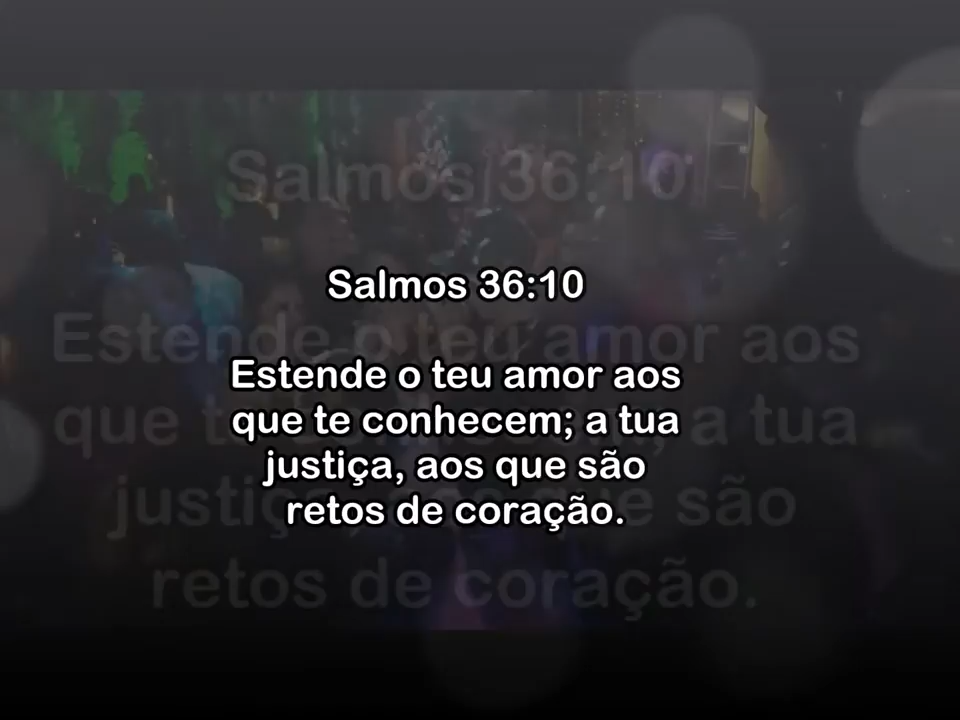 Salmos 36:10
Estende o teu amor aos
que te conhecem; a tua
justiça, aos que são
retos de coração.